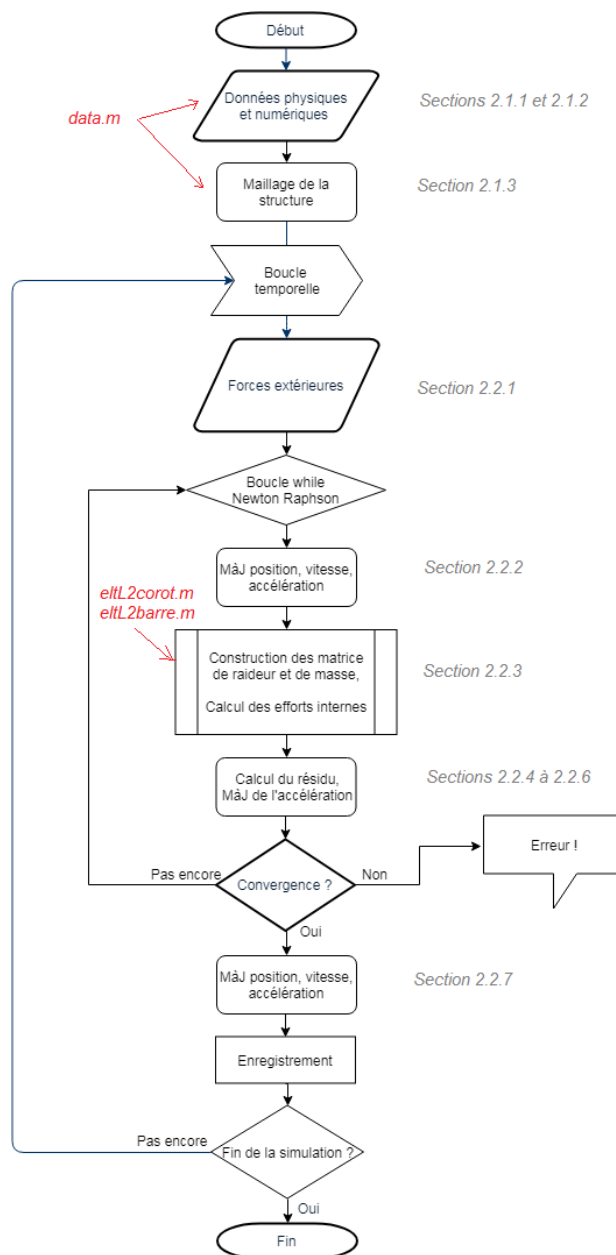 Début
Données physiques
et numériques
Sections 2.1.1 et 2.1.2
data.m
Maillage de la
structure
Section 2.1.3
Boucle
temporelle
Forces extérieures
Section 2.2.1
Boucle while
Newton Raphson
MàJ position, vitesse,
accélération
Section 2.2.2
eltL2corot.m
eltL2barre.m
Construction des matrice
de raideur et de masse,
Calcul des efforts internes
Section 2.2.3
Calcul du résidu,
MàJ de l'accélération
Sections 2.2.4 à 2.2.6
Erreur !
Pas encore
Convergence ?
Non
Oui
MàJ position, vitesse,
accélération
Section 2.2.7
Enregistrement
Pas encore
Fin de la simulation ?
Oui
Fin